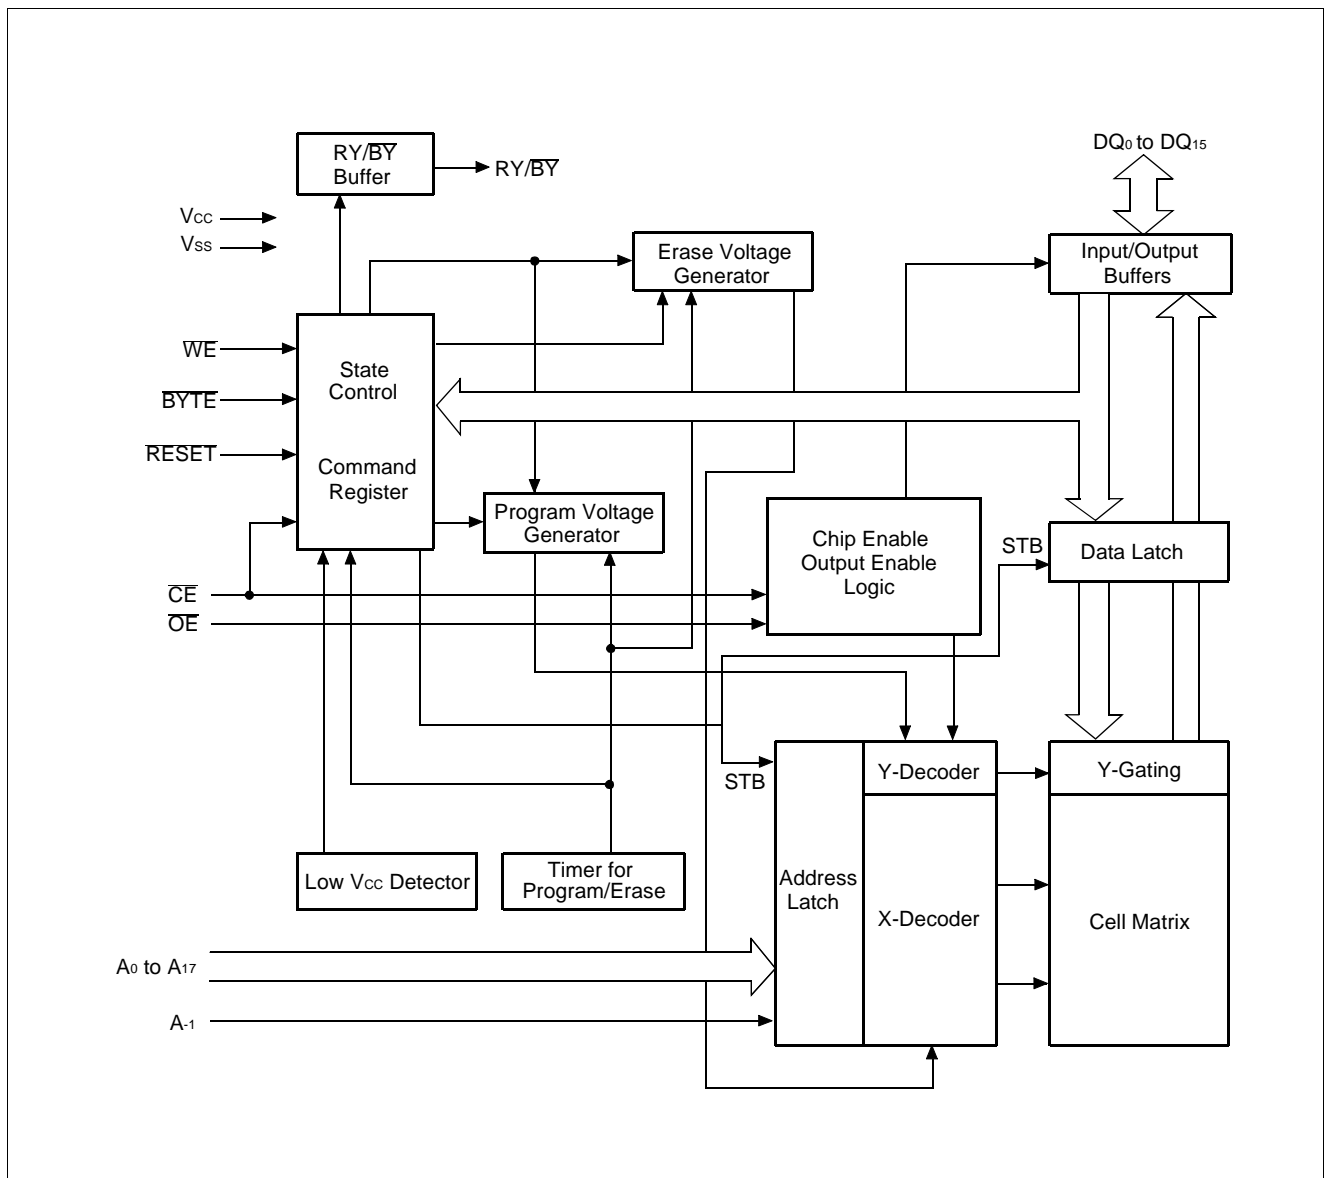 RY/BY
Buffer
RY/BY
DQ0 to DQ15
VCC
VSS
Erase Voltage
Generator
Input/Output
Buffers
WE
BYTE
RESET
State
Control
Command
Register
Program Voltage
Generator
Chip Enable
Output Enable
Logic
STB
Data Latch
CE
OE
STB
Y-Decoder
Y-Gating
Low VCC Detector
Timer for
Program/Erase
Address
Latch
X-Decoder
Cell Matrix
A0 to A17
A-1